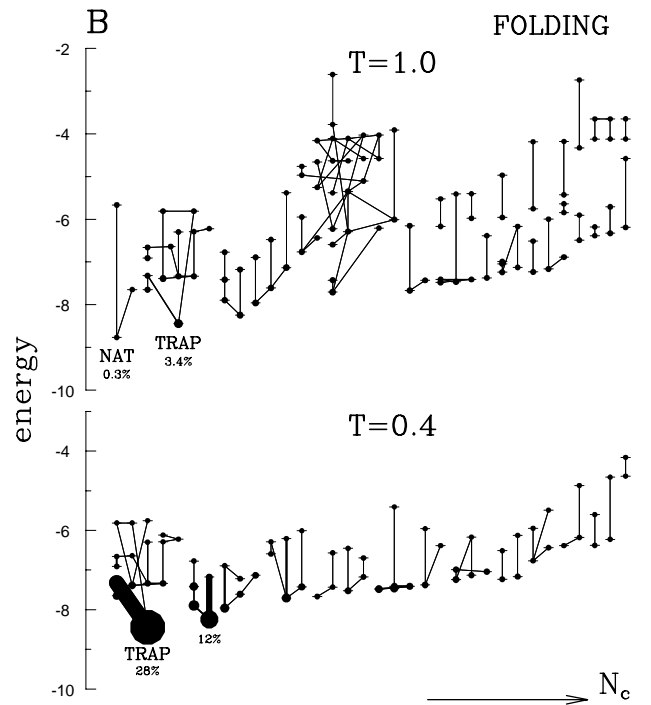 B
FOLDING
T=1.0
-2
-4
-6
-8
-10
NAT
0.3%
TRAP
3.4%
energy
T=0.4
-4
-6
-8
-10
TRAP
28%
12%
Nc